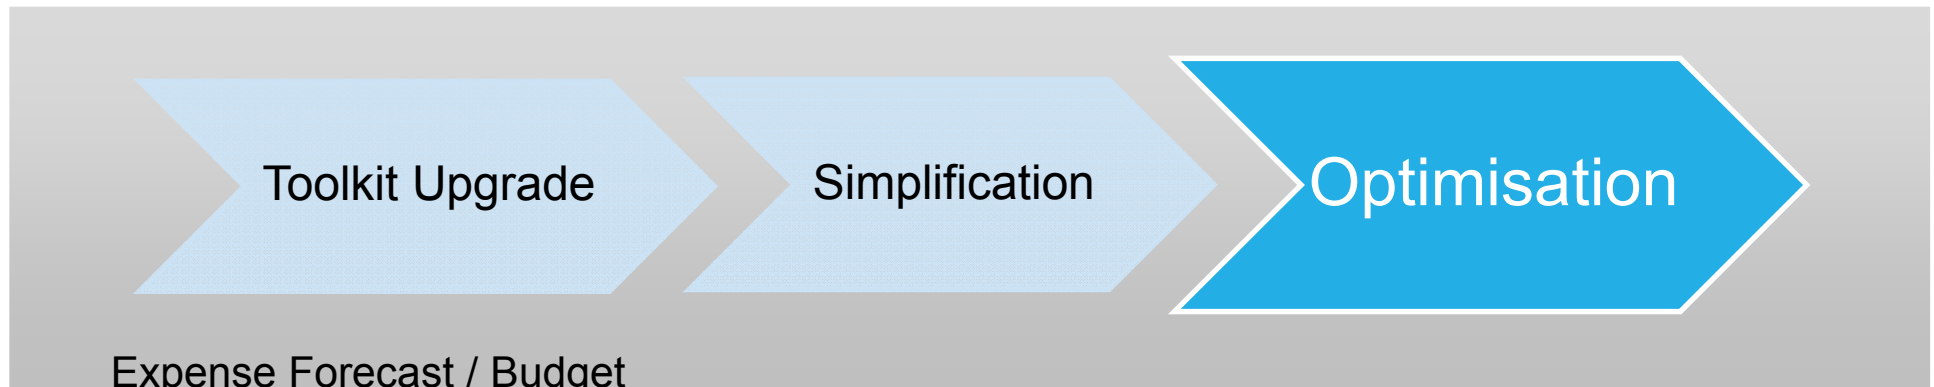 Toolkit Upgrade
Simplification
Optimisation
Expense Forecast / Budget